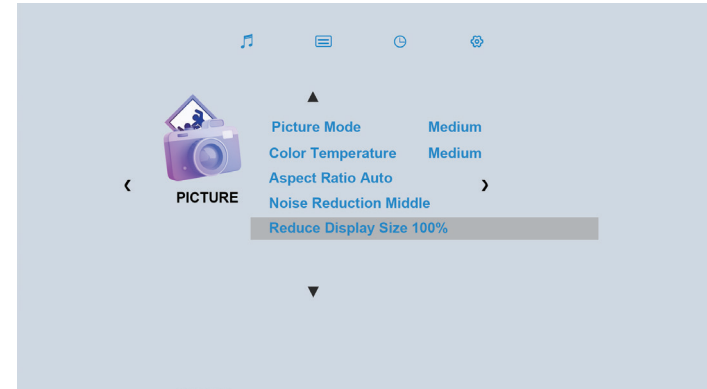 Picture Mode Medium
Color Temperature Medium
Aspect Ratio Auto
PICTURE
Noise Reduction Middle
Reduce Display Size 100%